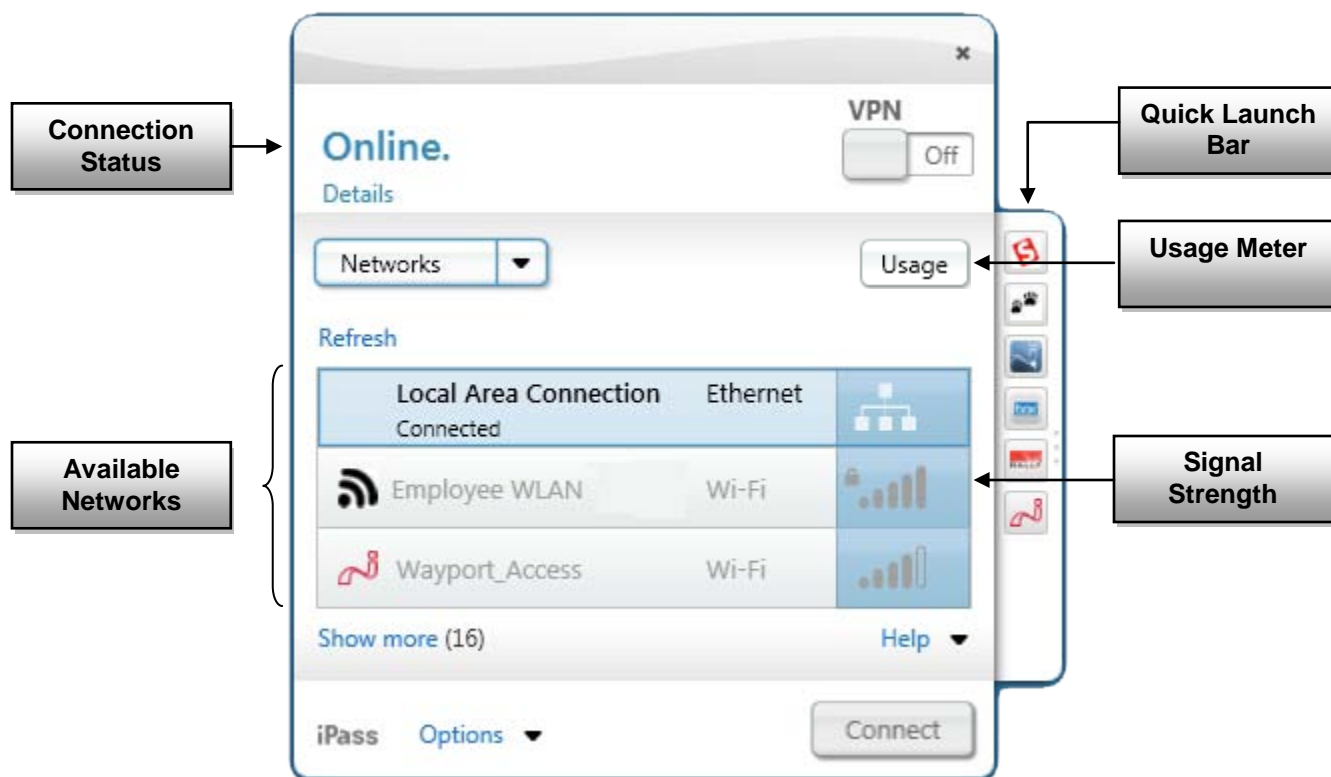 Connection
Status
Online.
Details
VPN
Off
Quick Launch
Bar
Networks
Usage
Usage Meter
Refresh
Available
Networks
Local Area Connection Ethernet
Connected
Employee WLAN Wi-Fi
Wayport_Access Wi-Fi
Signal
Strength
Show more (16)
Help
iPass Options
Connect